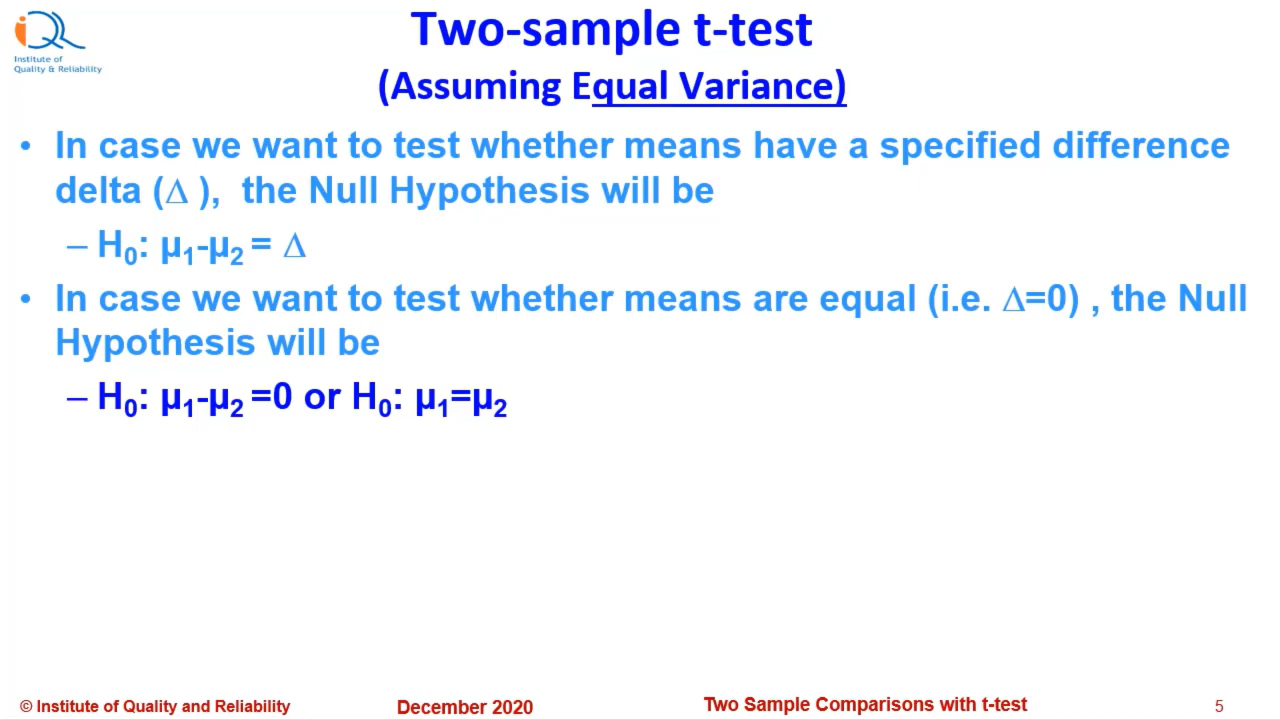 iQR
Institute of
Quality & Reliability
Two-sample t-test
(Assuming Equal Variance)
• In case we want to test whether means have a specified difference
delta (Δ ),  the Null Hypothesis will be
– H₀: µ₁-µ₂ = Δ
• In case we want to test whether means are equal (i.e. Δ=0) , the Null
Hypothesis will be
– H₀: µ₁-µ₂ =0 or H₀: µ₁=µ₂
© Institute of Quality and Reliability
December 2020
Two Sample Comparisons with t-test
5